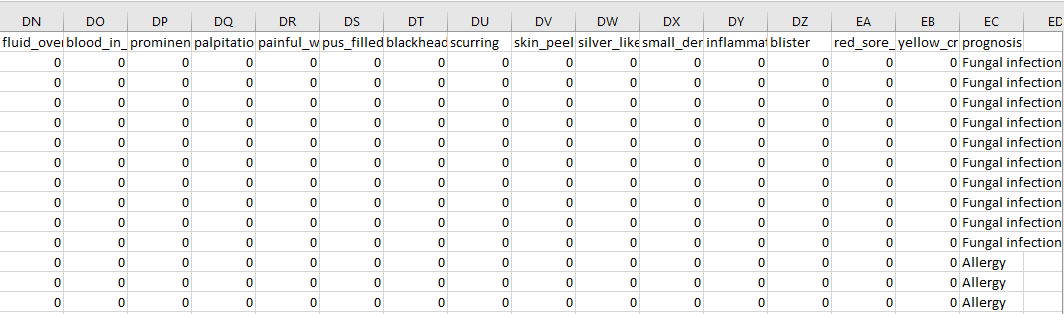 DN DO DP DQ DR DS DT DU DV DW DX DY DZ EA EB EC ED
fluid_ove blood_in_ prominen palpitatio painful_w pus_filled blackhead scurring skin_peel silver_like small_der inflammat blister red_sore_ yellow_cr prognosis
0 0 0 0 0 0 0 0 0 0 0 0 0 0 0 Fungal infection
0 0 0 0 0 0 0 0 0 0 0 0 0 0 0 Fungal infection
0 0 0 0 0 0 0 0 0 0 0 0 0 0 0 Fungal infection
0 0 0 0 0 0 0 0 0 0 0 0 0 0 0 Fungal infection
0 0 0 0 0 0 0 0 0 0 0 0 0 0 0 Fungal infection
0 0 0 0 0 0 0 0 0 0 0 0 0 0 0 Fungal infection
0 0 0 0 0 0 0 0 0 0 0 0 0 0 0 Fungal infection
0 0 0 0 0 0 0 0 0 0 0 0 0 0 0 Fungal infection
0 0 0 0 0 0 0 0 0 0 0 0 0 0 0 Fungal infection
0 0 0 0 0 0 0 0 0 0 0 0 0 0 0 Fungal infection
0 0 0 0 0 0 0 0 0 0 0 0 0 0 0 Allergy
0 0 0 0 0 0 0 0 0 0 0 0 0 0 0 Allergy
0 0 0 0 0 0 0 0 0 0 0 0 0 0 0 Allergy